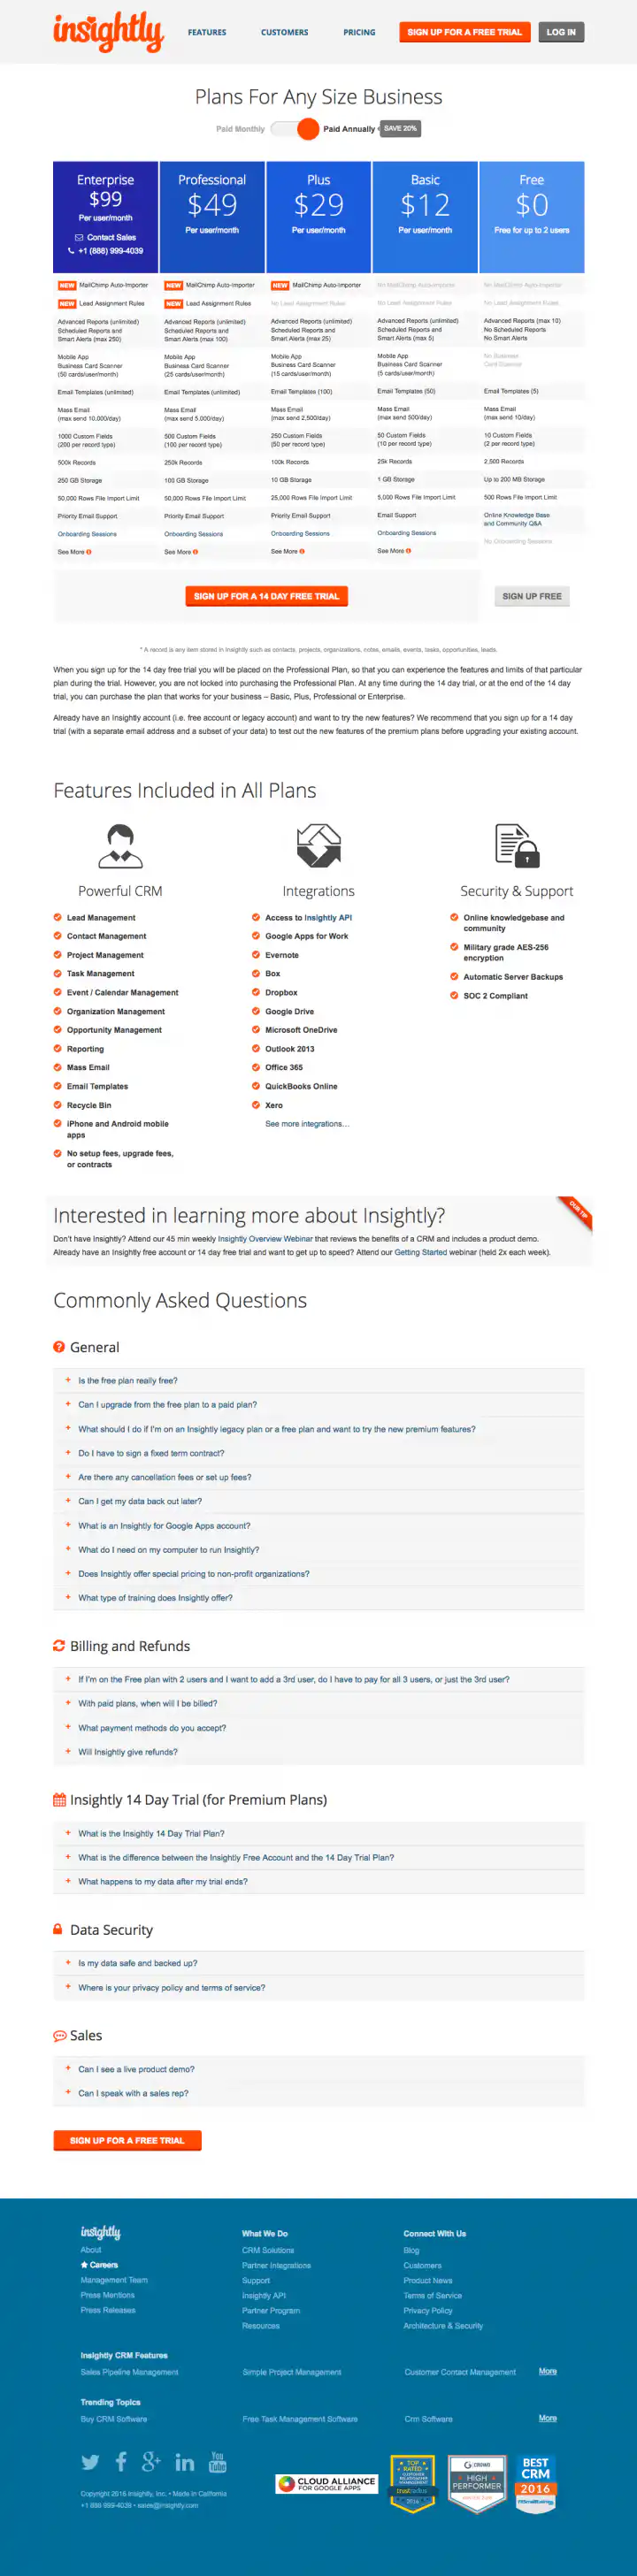 insightly
FEATURES
CUSTOMERS
PRICING
SIGN UP FOR A FREE TRIAL
LOG IN
Plans For Any Size Business
Paid Monthly
Paid Annually
SAVE 20%
Enterprise
$99
Per user/month
Contact Sales
+1 (888) 999-4039
Professional
$49
Per user/month
Plus
$29
Per user/month
Basic
$12
Per user/month
Free
$0
Free for up to 2 users
NEW MailChimp Auto-Importer
NEW Lead Assignment Rules
Advanced Reports (unlimited)
Scheduled Reports and
Smart Alerts (max 250)
Mobile App
Business Card Scanner
(50 cards/user/month)
Email Templates (unlimited)
Mass Email
(max send 10,000/day)
1000 Custom Fields
(200 per record type)
500k Records
250 GB Storage
50,000 Rows File Import Limit
Priority Email Support
Onboarding Sessions
See More
NEW MailChimp Auto-Importer
NEW Lead Assignment Rules
Advanced Reports (unlimited)
Scheduled Reports and
Smart Alerts (max 100)
Mobile App
Business Card Scanner
(25 cards/user/month)
Email Templates (unlimited)
Mass Email
(max send 5,000/day)
500 Custom Fields
(100 per record type)
250k Records
100 GB Storage
50,000 Rows File Import Limit
Priority Email Support
Onboarding Sessions
See More
NEW MailChimp Auto-Importer
No Lead Assignment Rules
Advanced Reports (unlimited)
Scheduled Reports and
Smart Alerts (max 25)
Mobile App
Business Card Scanner
(15 cards/user/month)
Email Templates (100)
Mass Email
(max send 2,500/day)
250 Custom Fields
(50 per record type)
100k Records
10 GB Storage
25,000 Rows File Import Limit
Priority Email Support
Onboarding Sessions
See More
No MailChimp Auto-Importer
No Lead Assignment Rules
Advanced Reports (unlimited)
Scheduled Reports and
Smart Alerts (max 5)
Mobile App
Business Card Scanner
(5 cards/user/month)
Email Templates (50)
Mass Email
(max send 500/day)
50 Custom Fields
(10 per record type)
25k Records
1 GB Storage
5,000 Rows File Import Limit
Email Support
Onboarding Sessions
See More
No MailChimp Auto-Importer
No Lead Assignment Rules
Advanced Reports (max 10)
No Scheduled Reports
No Smart Alerts
No Business
Card Scanner
Email Templates (5)
Mass Email
(max send 10/day)
10 Custom Fields
(2 per record type)
2,500 Records
Up to 200 MB Storage
500 Rows File Import Limit
Online Knowledge Base
and Community Q&A
No Onboarding Sessions
SIGN UP FOR A 14 DAY FREE TRIAL
SIGN UP FREE
* A record is any item stored in Insightly such as contacts, projects, organizations, notes, emails, events, tasks, opportunities, leads.
When you sign up for the 14 day free trial you will be placed on the Professional Plan, so that you can experience the features and limits of that particular
plan during the trial. However, you are not locked into purchasing the Professional Plan. At any time during the 14 day trial, or at the end of the 14 day
trial, you can purchase the plan that works for your business – Basic, Plus, Professional or Enterprise.
Already have an Insightly account (i.e. free account or legacy account) and want to try the new features? We recommend that you sign up for a 14 day
trial (with a separate email address and a subset of your data) to test out the new features of the premium plans before upgrading your existing account.
Features Included in All Plans
Powerful CRM
Lead Management
Contact Management
Project Management
Task Management
Event / Calendar Management
Organization Management
Opportunity Management
Reporting
Mass Email
Email Templates
Recycle Bin
iPhone and Android mobile
apps
No setup fees, upgrade fees,
or contracts
Integrations
Access to Insightly API
Google Apps for Work
Evernote
Box
Dropbox
Google Drive
Microsoft OneDrive
Outlook 2013
Office 365
QuickBooks Online
Xero
See more integrations...
Security & Support
Online knowledgebase and
community
Military grade AES-256
encryption
Automatic Server Backups
SOC 2 Compliant
OUR TIP
Interested in learning more about Insightly?
Don't have Insightly? Attend our 45 min weekly Insightly Overview Webinar that reviews the benefits of a CRM and includes a product demo.
Already have an Insightly free account or 14 day free trial and want to get up to speed? Attend our Getting Started webinar (held 2x each week).
Commonly Asked Questions
General
+ Is the free plan really free?
+ Can I upgrade from the free plan to a paid plan?
+ What should I do if I'm on an Insightly legacy plan or a free plan and want to try the new premium features?
+ Do I have to sign a fixed term contract?
+ Are there any cancellation fees or set up fees?
+ Can I get my data back out later?
+ What is an Insightly for Google Apps account?
+ What do I need on my computer to run Insightly?
+ Does Insightly offer special pricing to non-profit organizations?
+ What type of training does Insightly offer?
Billing and Refunds
+ If I'm on the Free plan with 2 users and I want to add a 3rd user, do I have to pay for all 3 users, or just the 3rd user?
+ With paid plans, when will I be billed?
+ What payment methods do you accept?
+ Will Insightly give refunds?
Insightly 14 Day Trial (for Premium Plans)
+ What is the Insightly 14 Day Trial Plan?
+ What is the difference between the Insightly Free Account and the 14 Day Trial Plan?
+ What happens to my data after my trial ends?
Data Security
+ Is my data safe and backed up?
+ Where is your privacy policy and terms of service?
Sales
+ Can I see a live product demo?
+ Can I speak with a sales rep?
SIGN UP FOR A FREE TRIAL
insightly
About
Careers
Management Team
Press Mentions
Press Releases
What We Do
CRM Solutions
Partner Integrations
Support
Insightly API
Partner Program
Resources
Connect With Us
Blog
Customers
Product News
Terms of Service
Privacy Policy
Architecture & Security
Insightly CRM Features
Sales Pipeline Management
Simple Project Management
Customer Contact Management
More
Trending Topics
Buy CRM Software
Free Task Management Software
Crm Software
More
You
Tube
Copyright 2016 Insightly, Inc. • Made in California
+1 888 999-4039 • sales@insightly.com
CLOUD ALLIANCE
FOR GOOGLE APPS
TOP
RATED
CUSTOMER
RELATIONSHIP
MANAGEMENT
trustradius
2016
CROWD
HIGH
PERFORMER
BEST
CRM
2016